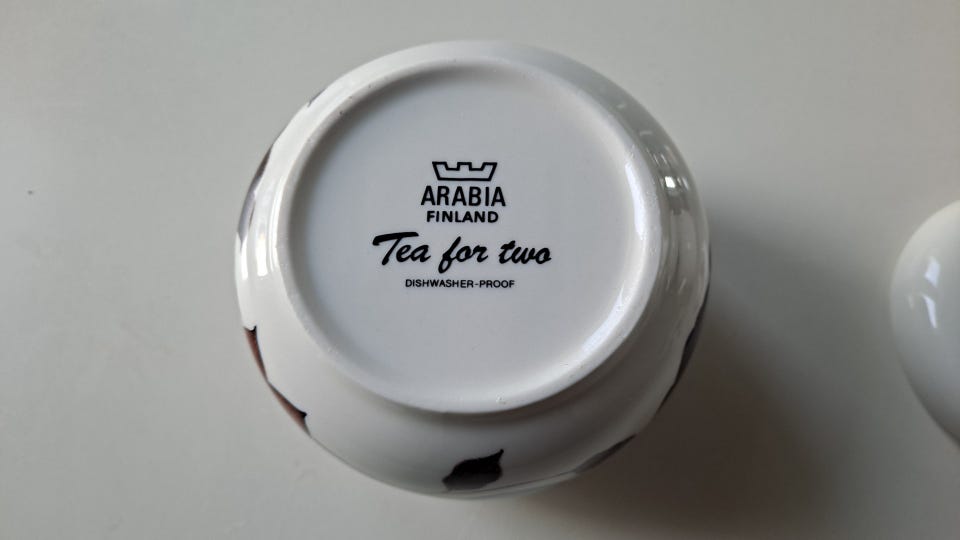 ARABIA
FINLAND
Tea for two
DISHWASHER-PROOF